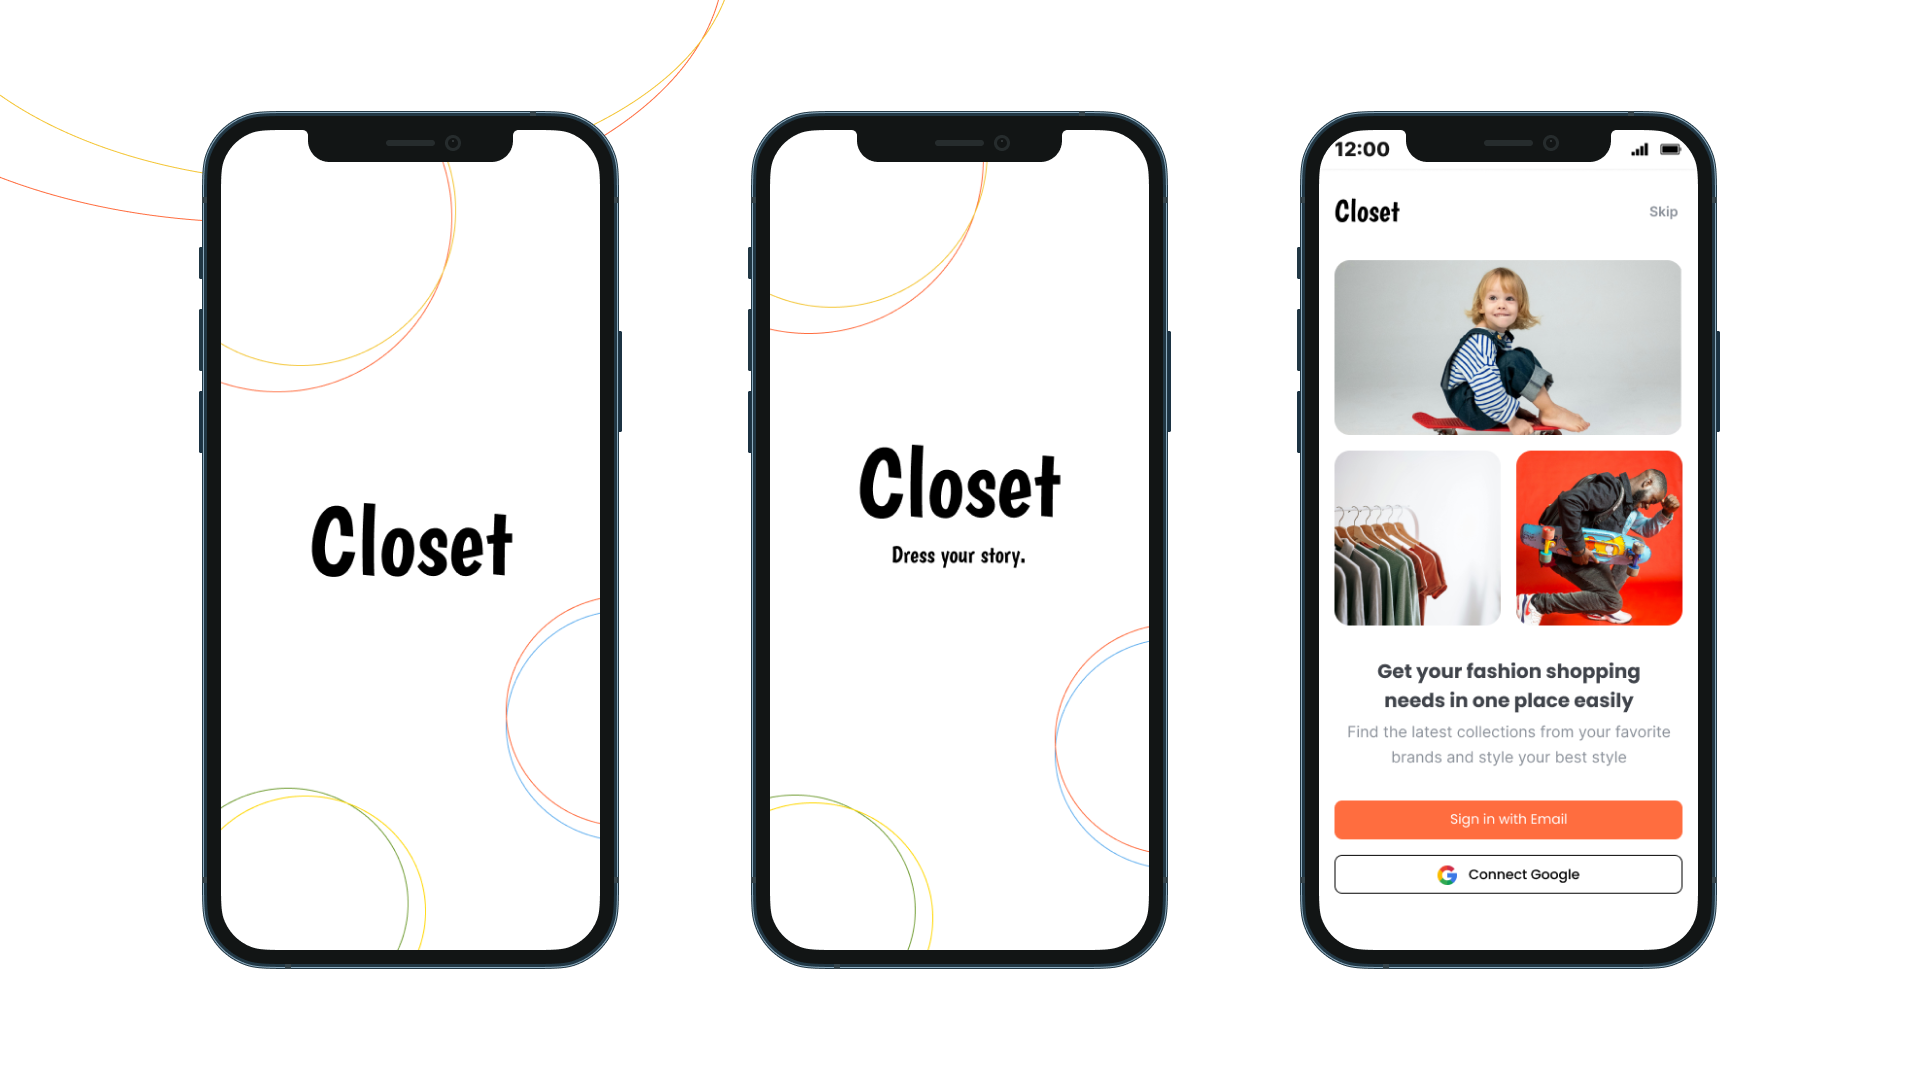 Closet
Closet
Dress your story.
12:00
Closet
Skip
Get your fashion shopping
needs in one place easily
Find the latest collections from your favorite
brands and style your best style
Sign in with Email
Connect Google